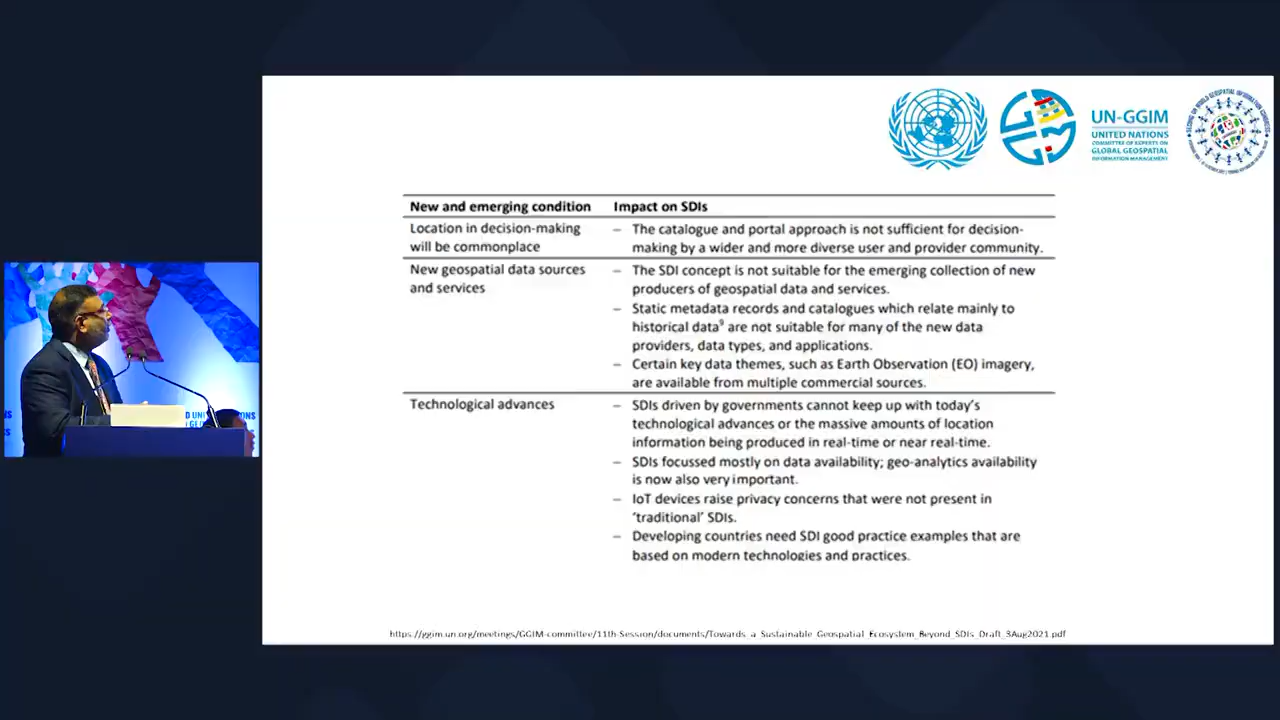 UN-GGIM
UNITED NATIONS
COMMITTEE OF EXPERTS ON
GLOBAL GEOSPATIAL
INFORMATION MANAGEMENT
New and emerging condition Impact on SDIs
Location in decision-making
will be commonplace
– The catalogue and portal approach is not sufficient for decision-
making by a wider and more diverse user and provider community.
New geospatial data sources
and services
– The SDI concept is not suitable for the emerging collection of new
producers of geospatial data and services.
– Static metadata records and catalogues which relate mainly to
historical data⁹ are not suitable for many of the new data
providers, data types, and applications.
– Certain key data themes, such as Earth Observation (EO) imagery,
are available from multiple commercial sources.
Technological advances
– SDIs driven by governments cannot keep up with today's
technological advances or the massive amounts of location
information being produced in real-time or near real-time.
– SDIs focussed mostly on data availability; geo-analytics availability
is now also very important.
– IoT devices raise privacy concerns that were not present in
'traditional' SDIs.
– Developing countries need SDI good practice examples that are
based on modern technologies and practices.
https://ggim.un.org/meetings/GGIM-committee/11th-Session/documents/Towards_a_Sustainable_Geospatial_Ecosystem_Beyond_SDIs_Draft_3Aug2021.pdf